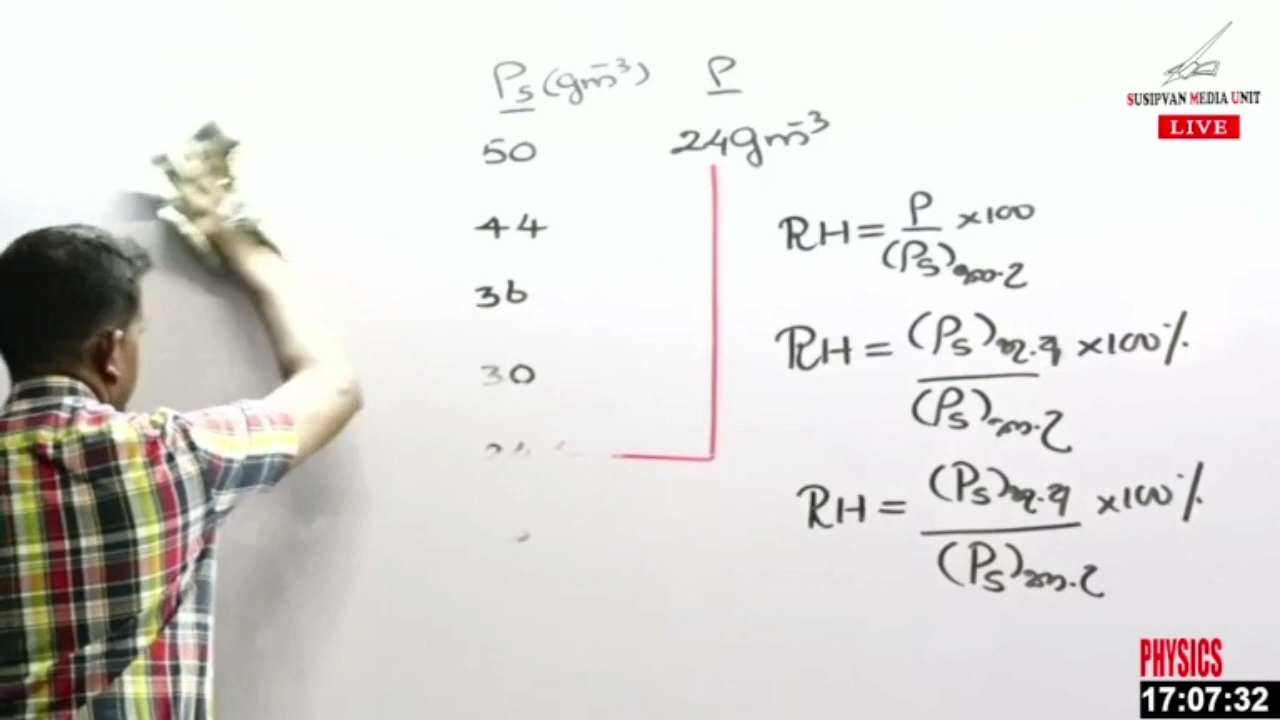 Ps (gm⁻³) P
50 24gm⁻³
44
36
30
RH = P/(Ps) ×100
RH = (Ps)/(Ps) ×100%
RH = (Ps)/(Ps) ×100%
SUSIPVAN MEDIA UNIT
LIVE
PHYSICS
17:07:32